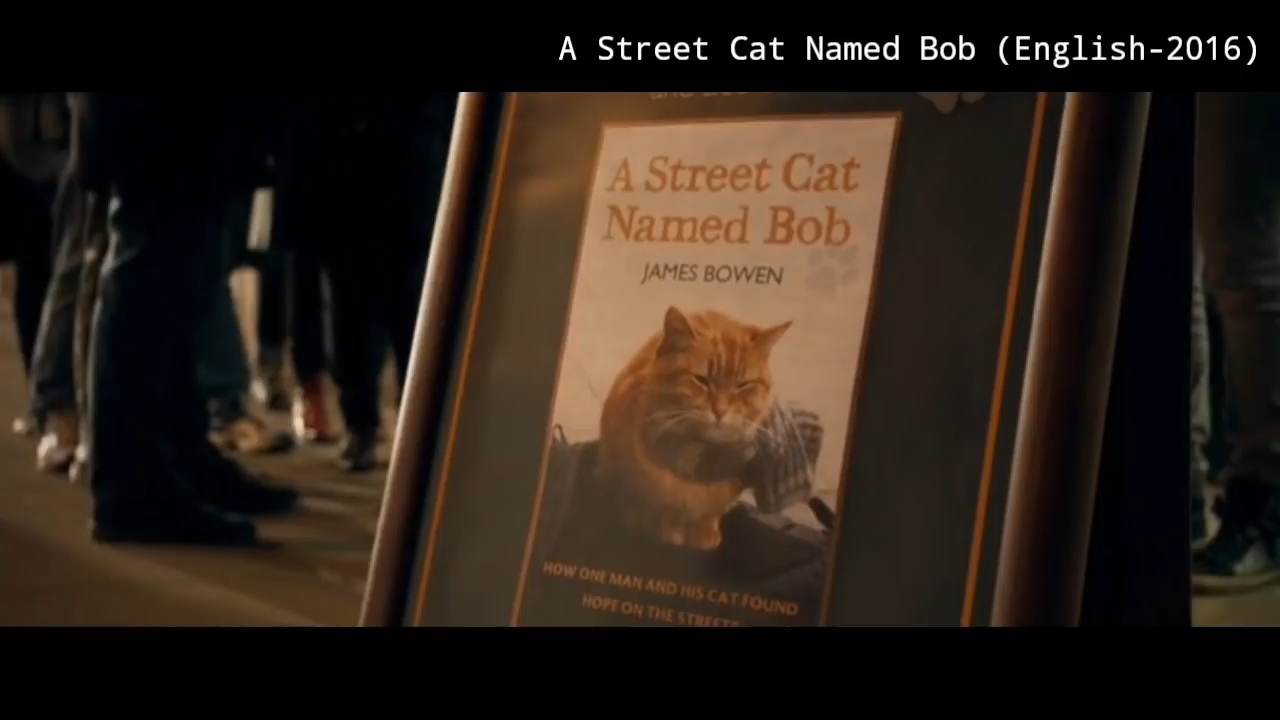 A Street Cat Named Bob (English-2016)
A Street Cat
Named Bob
JAMES BOWEN
HOW ONE MAN AND HIS CAT FOUND
HOPE ON THE STREETS